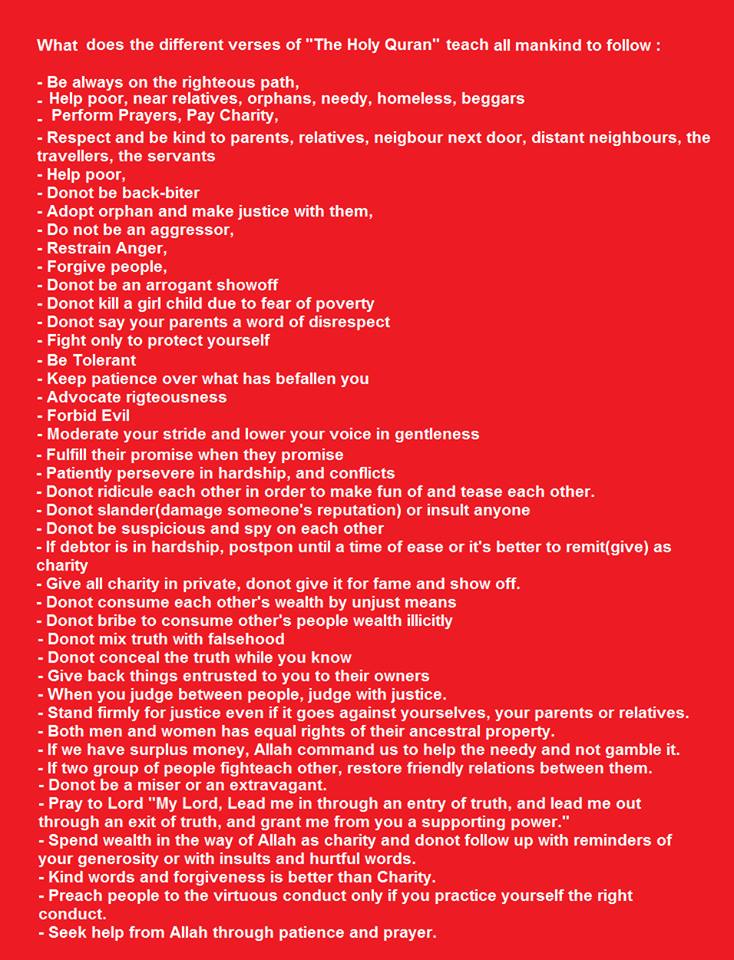 What does the different verses of "The Holy Quran" teach all mankind to follow :
- Be always on the righteous path,
- Help poor, near relatives, orphans, needy, homeless, beggars
- Perform Prayers, Pay Charity,
- Respect and be kind to parents, relatives, neigbour next door, distant neighbours, the
travellers, the servants
- Help poor,
- Donot be back-biter
- Adopt orphan and make justice with them,
- Do not be an aggressor,
- Restrain Anger,
- Forgive people,
- Donot be an arrogant showoff
- Donot kill a girl child due to fear of poverty
- Donot say your parents a word of disrespect
- Fight only to protect yourself
- Be Tolerant
- Keep patience over what has befallen you
- Advocate rigteousness
- Forbid Evil
- Moderate your stride and lower your voice in gentleness
- Fulfill their promise when they promise
- Patiently persevere in hardship, and conflicts
- Donot ridicule each other in order to make fun of and tease each other.
- Donot slander(damage someone's reputation) or insult anyone
- Donot be suspicious and spy on each other
- If debtor is in hardship, postpon until a time of ease or it's better to remit(give) as
charity
- Give all charity in private, donot give it for fame and show off.
- Donot consume each other's wealth by unjust means
- Donot bribe to consume other's people wealth illicitly
- Donot mix truth with falsehood
- Donot conceal the truth while you know
- Give back things entrusted to you to their owners
- When you judge between people, judge with justice.
- Stand firmly for justice even if it goes against yourselves, your parents or relatives.
- Both men and women has equal rights of their ancestral property.
- If we have surplus money, Allah command us to help the needy and not gamble it.
- If two group of people fighteach other, restore friendly relations between them.
- Donot be a miser or an extravagant.
- Pray to Lord "My Lord, Lead me in through an entry of truth, and lead me out
through an exit of truth, and grant me from you a supporting power."
- Spend wealth in the way of Allah as charity and donot follow up with reminders of
your generosity or with insults and hurtful words.
- Kind words and forgiveness is better than Charity.
- Preach people to the virtuous conduct only if you practice yourself the right
conduct.
- Seek help from Allah through patience and prayer.